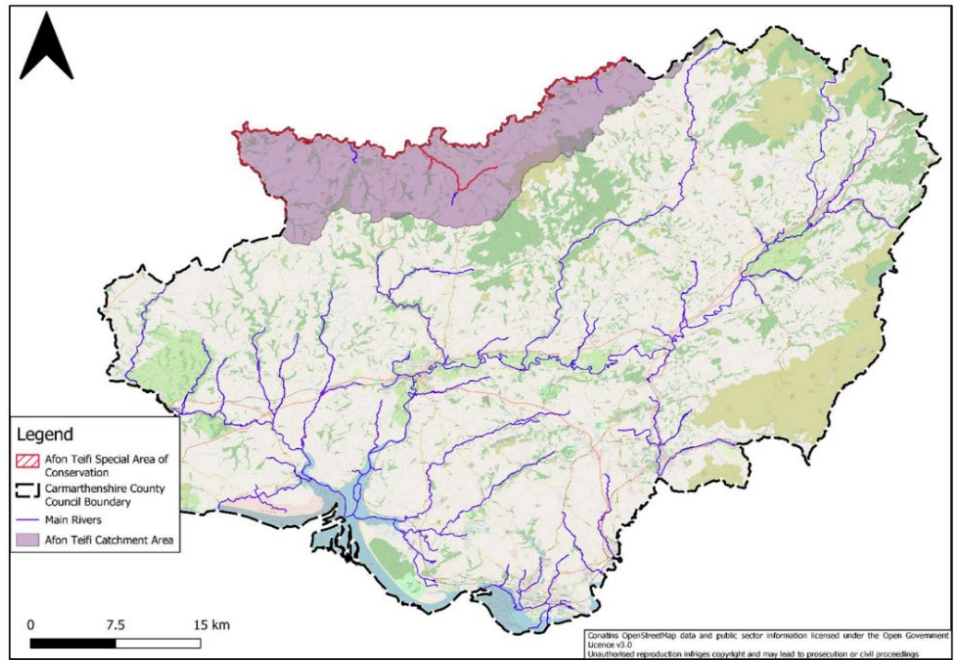 Legend
Afon Teifi Special Area of
Conservation
Carmarthenshire County
Council Boundary
Main Rivers
Afon Teifi Catchment Area
0 7.5 15 km
Conatins OpenStreetMap data and public sector information licensed under the Open Government
Licence v3.0
Unauthorised reproduction infriges copyright and may lead to prosecution or civil proceedings